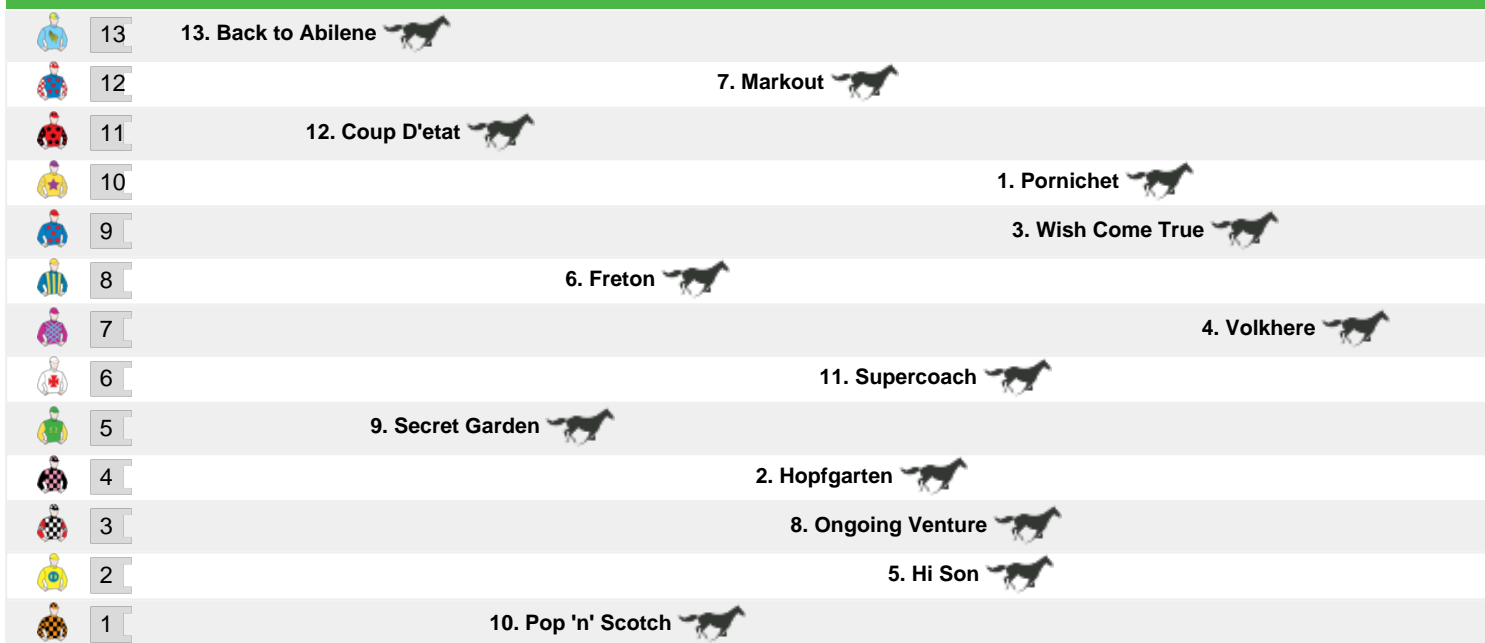 13 13. Back to Abilene
12 7. Markout
11 12. Coup D'etat
10 1. Pornichet
9 3. Wish Come True
8 6. Freton
7 4. Volkhere
6 11. Supercoach
5 9. Secret Garden
4 2. Hopfgarten
3 8. Ongoing Venture
2 5. Hi Son
1 10. Pop 'n' Scotch